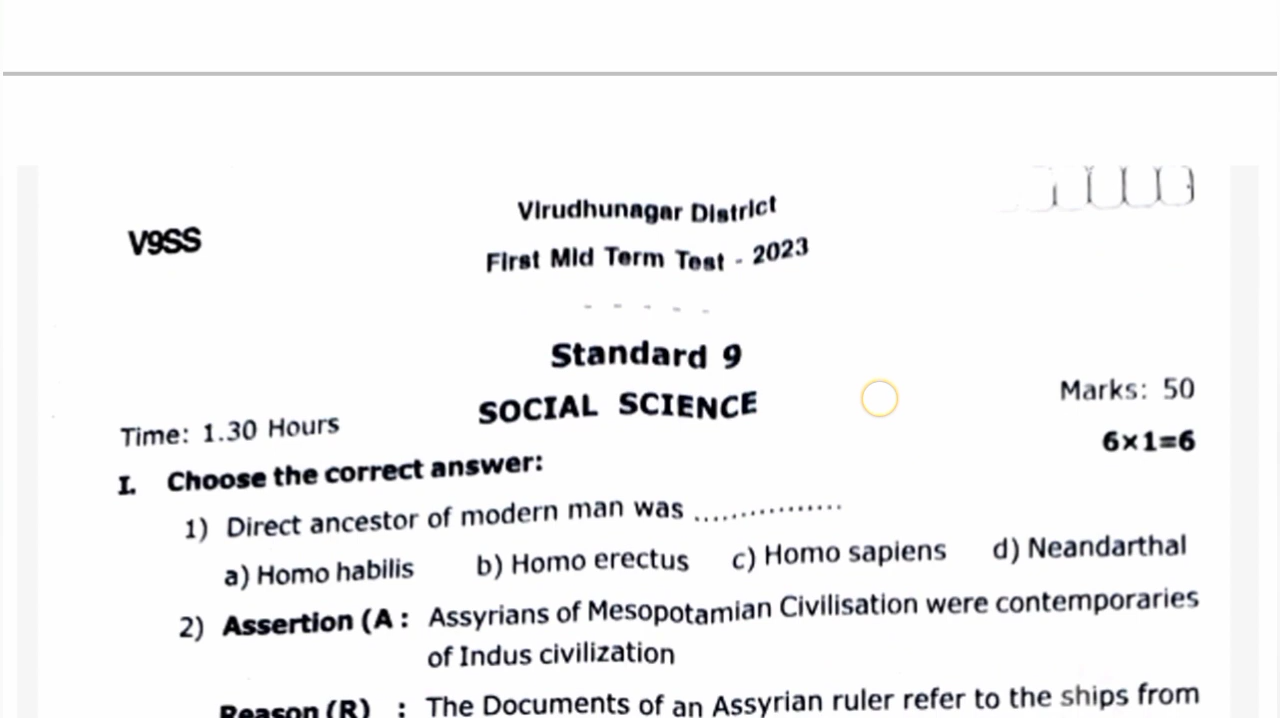 Virudhunagar District
V9SS
First Mid Term Test - 2023
- - - - -
Standard 9
SOCIAL SCIENCE
Marks: 50
Time: 1.30 Hours
6×1=6
I. Choose the correct answer:
1) Direct ancestor of modern man was ................
a) Homo habilis b) Homo erectus c) Homo sapiens d) Neandarthal
2) Assertion (A : Assyrians of Mesopotamian Civilisation were contemporaries
of Indus civilization
Reason (R) : The Documents of an Assyrian ruler refer to the ships from